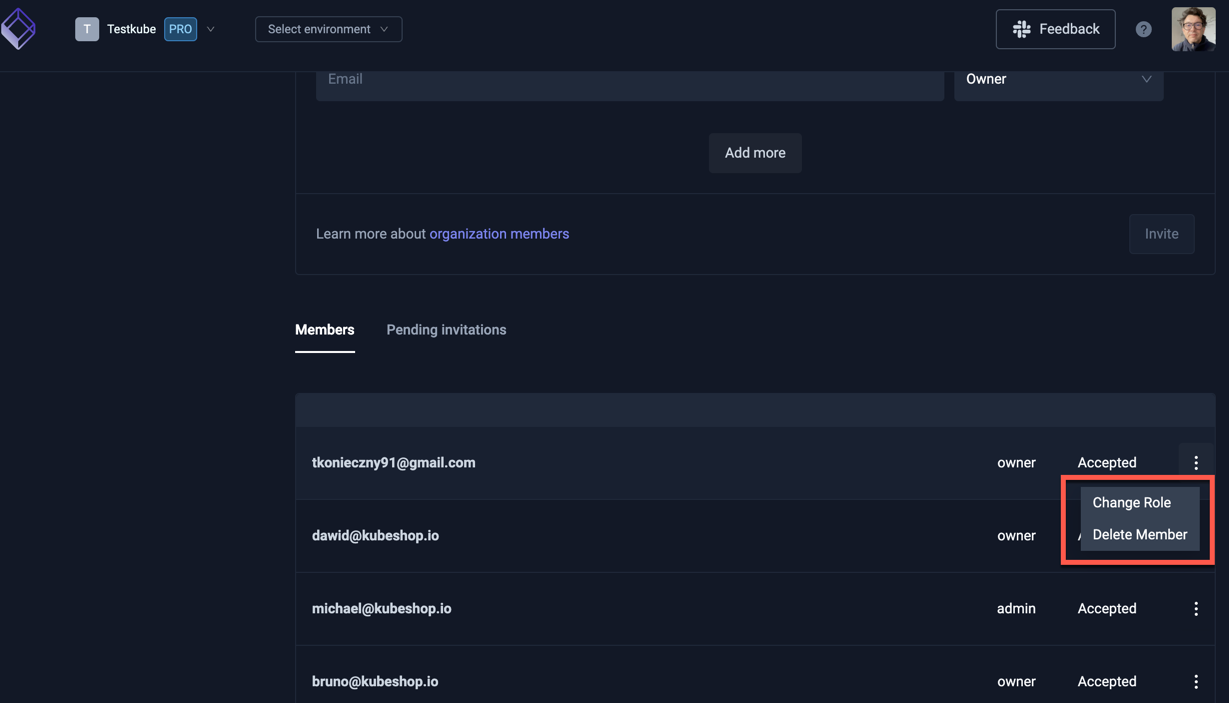 T Testkube PRO Select environment Feedback ?
Email Owner
Add more
Learn more about organization members Invite
Members Pending invitations
tkonieczny91@gmail.com owner Accepted
Change Role
dawid@kubeshop.io owner Delete Member
michael@kubeshop.io admin Accepted
bruno@kubeshop.io owner Accepted